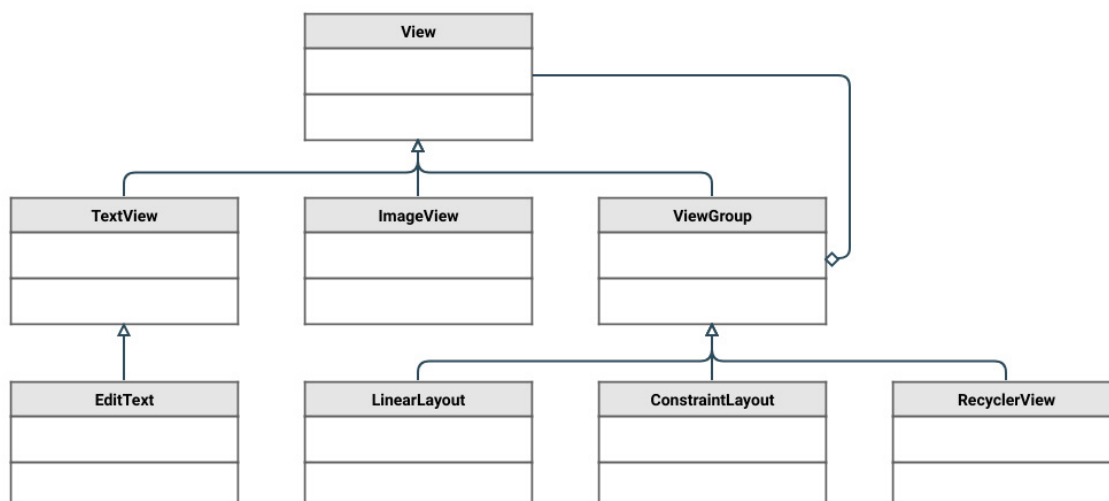 View
TextView
ImageView
ViewGroup
EditText
LinearLayout
ConstraintLayout
RecyclerView